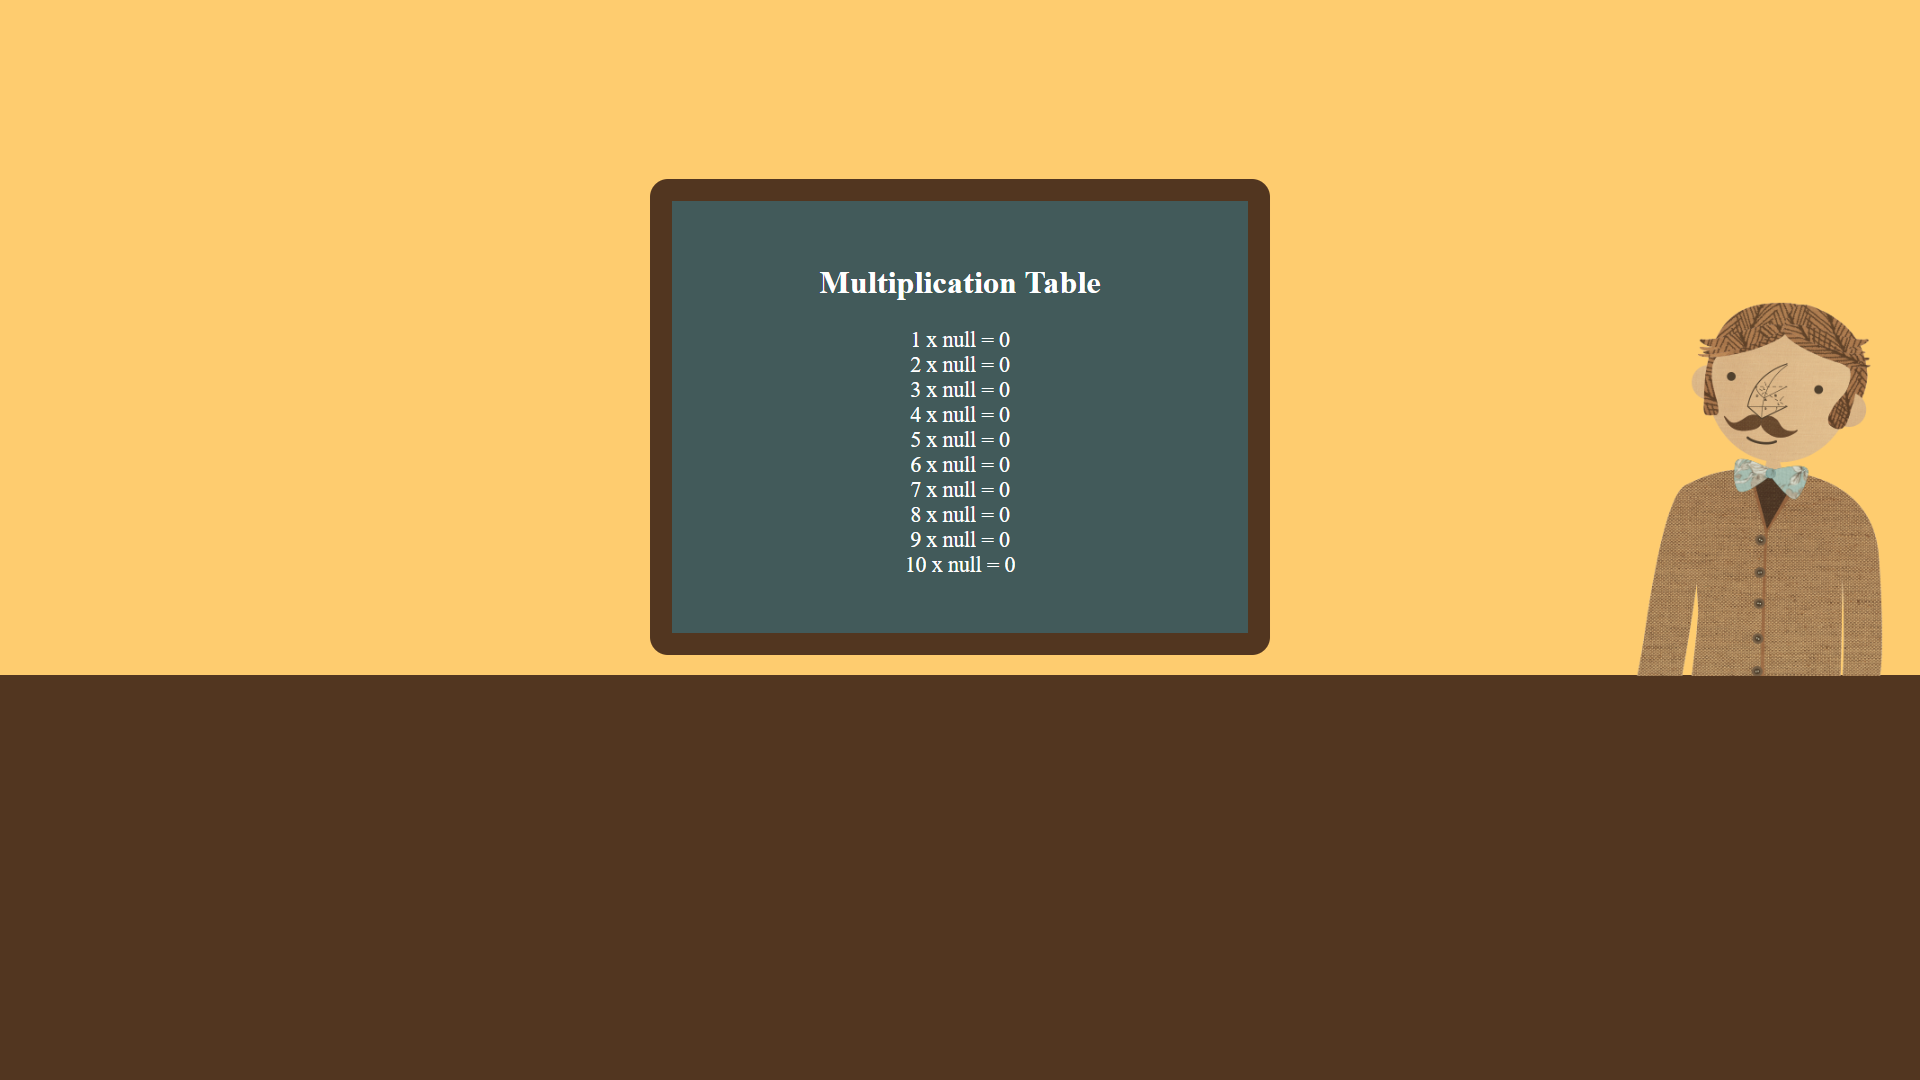 Multiplication Table
1 x null = 0
2 x null = 0
3 x null = 0
4 x null = 0
5 x null = 0
6 x null = 0
7 x null = 0
8 x null = 0
9 x null = 0
10 x null = 0